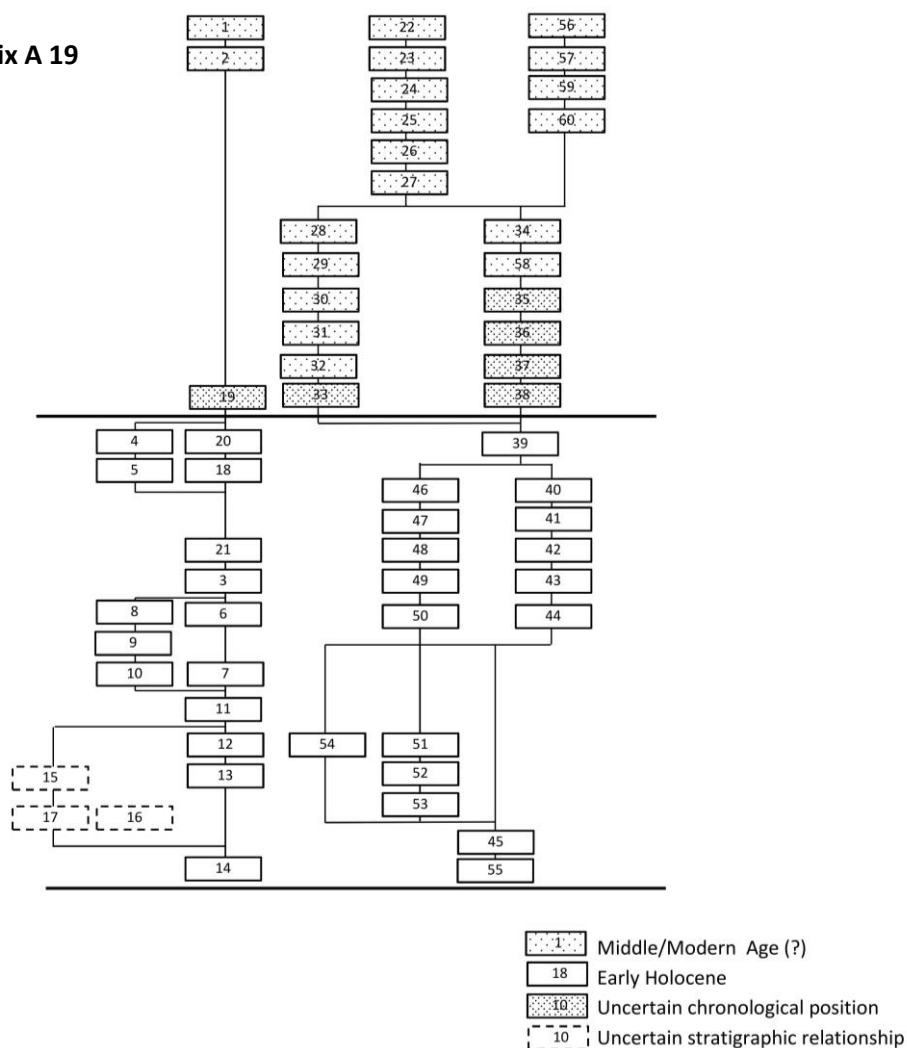 ix A 19
1 22 56
2 23 57
24 59
25 60
26
27
28 34
29 58
30 35
31 36
32 37
19 33 38
4 20 39
5 18
46 40
47 41
21 48 42
3 49 43
8 6 50 44
9
10 7
11
12 54 51
15 13 52
17 16 53
45
14 55
1 Middle/Modern Age (?)
18 Early Holocene
10 Uncertain chronological position
10 Uncertain stratigraphic relationship